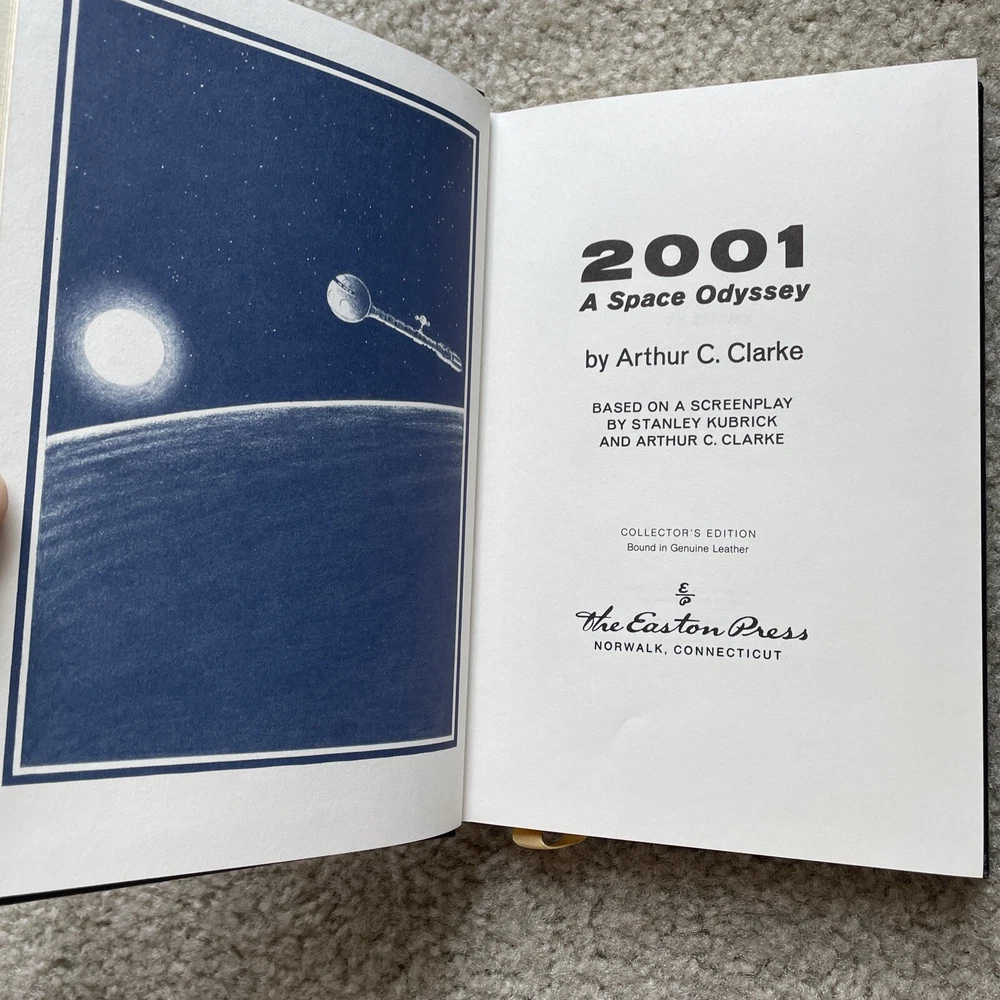 2001
A Space Odyssey
by Arthur C. Clarke
BASED ON A SCREENPLAY
BY STANLEY KUBRICK
AND ARTHUR C. CLARKE
COLLECTOR'S EDITION
Bound in Genuine Leather
E
P
The Easton Press
NORWALK, CONNECTICUT